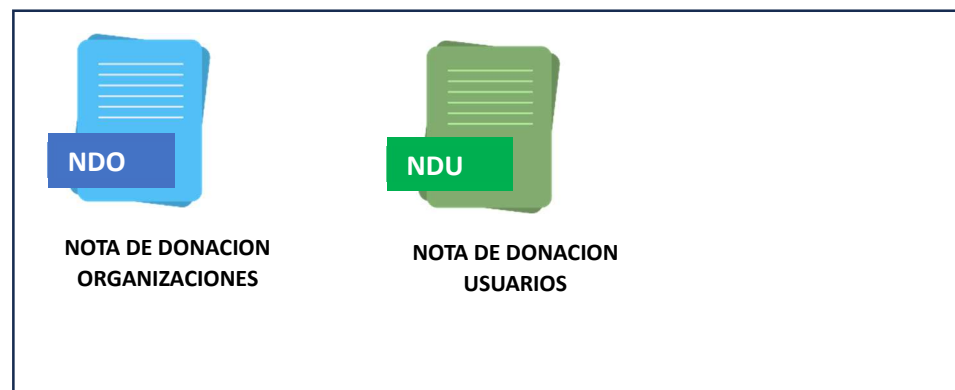 NDO
NOTA DE DONACION
ORGANIZACIONES
NDU
NOTA DE DONACION
USUARIOS